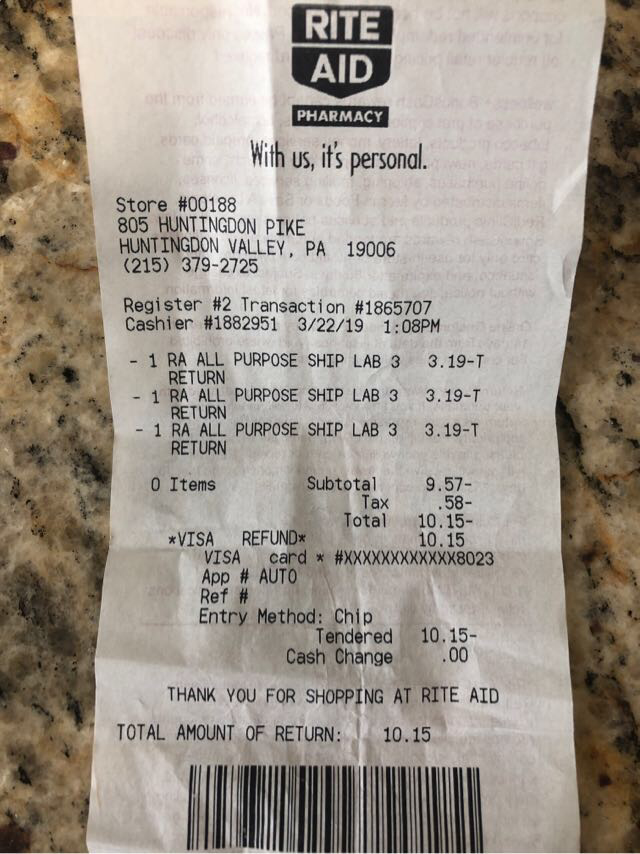 RITE
AID
PHARMACY
With us, it's personal.
Store #00188
805 HUNTINGDON PIKE
HUNTINGDON VALLEY, PA 19006
(215) 379-2725
Register #2 Transaction #1865707
Cashier #1882951 3/22/19 1:08PM
- 1 RA ALL PURPOSE SHIP LAB 3 3.19-T
RETURN
- 1 RA ALL PURPOSE SHIP LAB 3 3.19-T
RETURN
- 1 RA ALL PURPOSE SHIP LAB 3 3.19-T
RETURN
0 Items Subtotal 9.57-
Tax .58-
Total 10.15-
*VISA REFUND* 10.15
VISA card * #XXXXXXXXXXXX8023
App # AUTO
Ref #
Entry Method: Chip
Tendered 10.15-
Cash Change .00
THANK YOU FOR SHOPPING AT RITE AID
TOTAL AMOUNT OF RETURN: 10.15